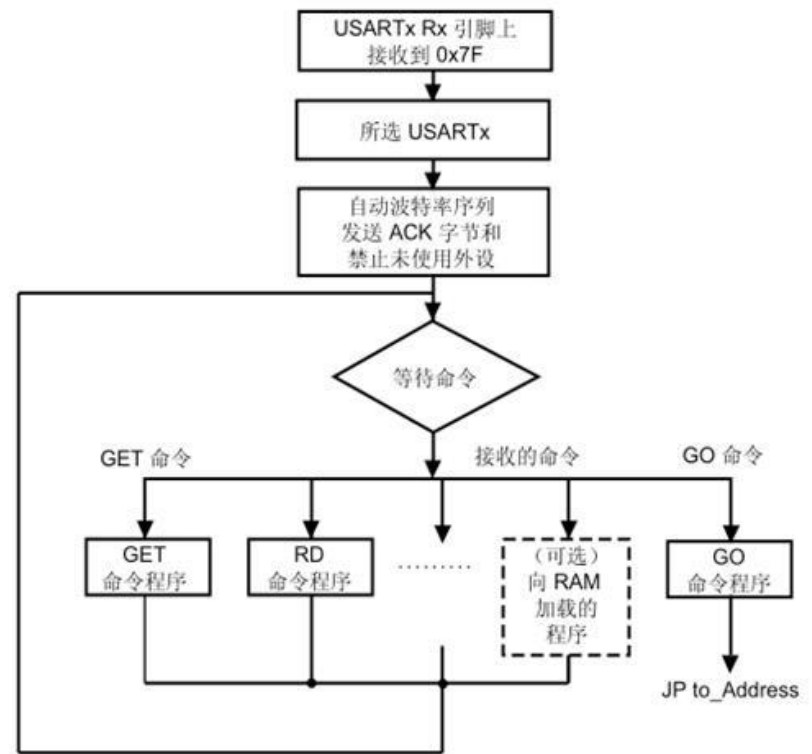 USARTx Rx 引脚上
接收到 0x7F
所选 USARTx
自动波特率序列
发送 ACK 字节和
禁止未使用外设
等待命令
GET 命令
接收的命令
GO 命令
GET
命令程序
RD
命令程序
.........
（可选）
向 RAM
加载的
程序
GO
命令程序
JP to_Address